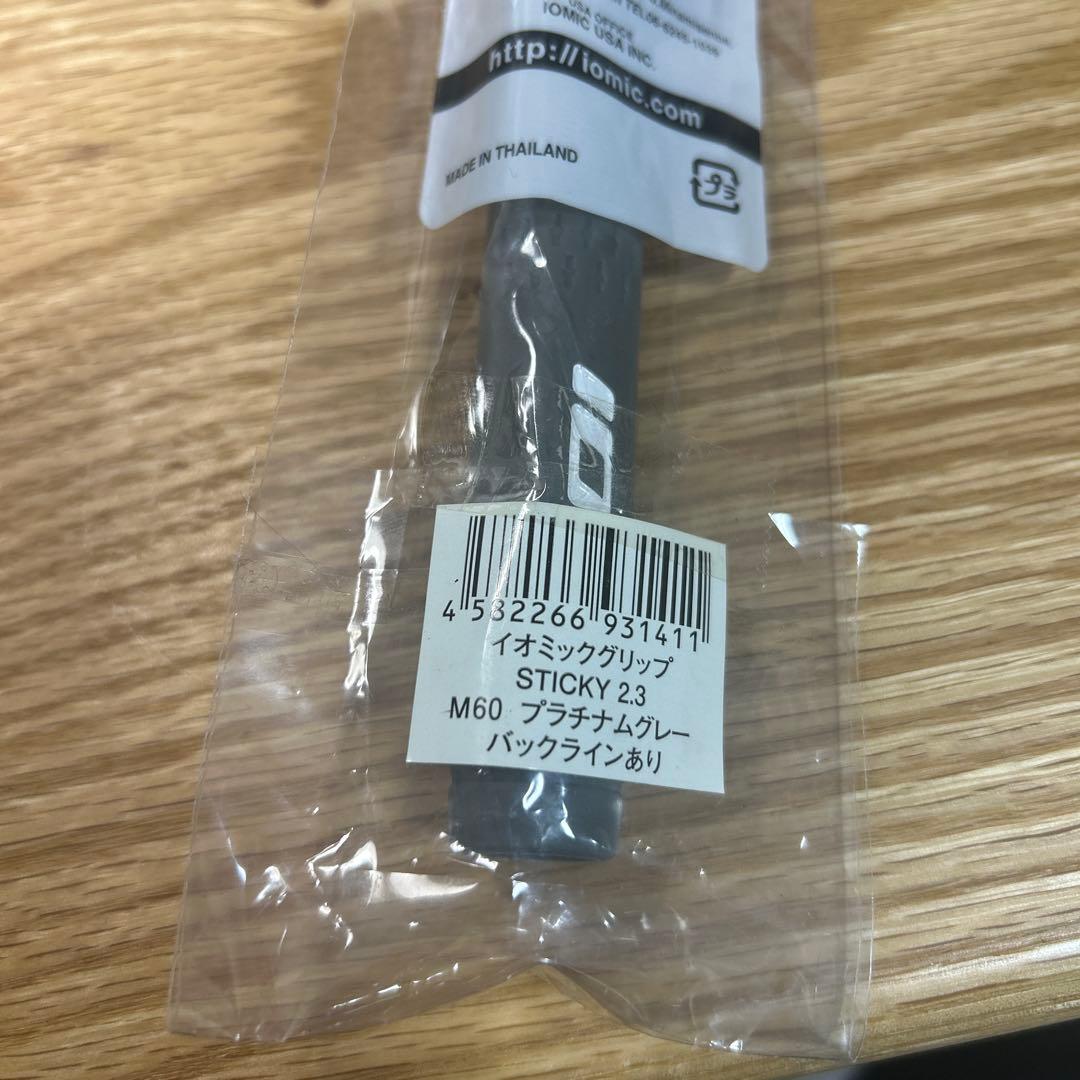 USA OFFICE
IOMIC USA INC.
http://iomic.com
MADE IN THAILAND
プラ
4 582266 931411
イオミックグリップ
STICKY 2.3
M60 プラチナムグレー
バックラインあり